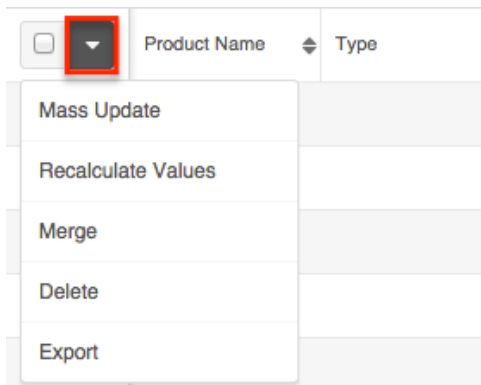 Product Name Type
Mass Update
Recalculate Values
Merge
Delete
Export